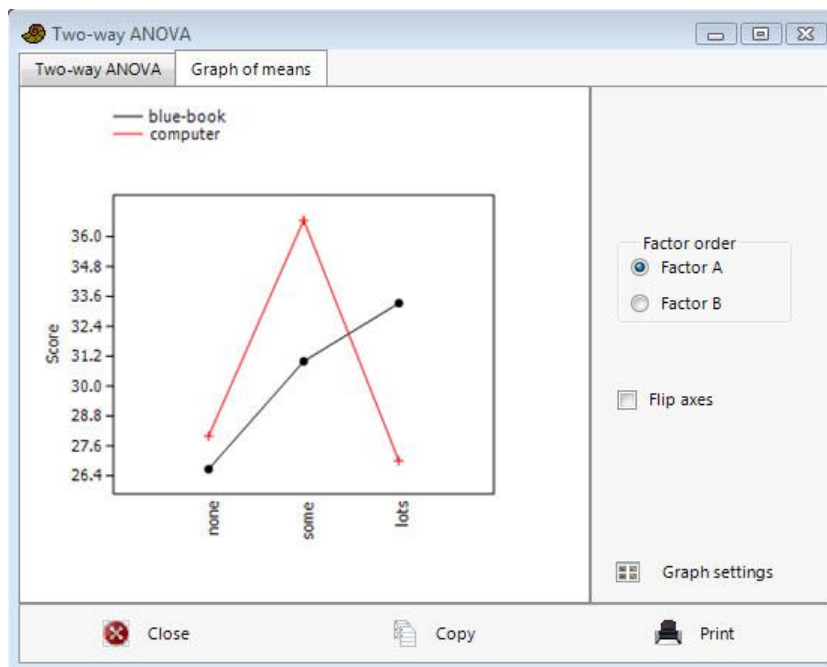 Two-way ANOVA
Two-way ANOVA Graph of means
blue-book
computer
36.0
34.8
33.6
32.4
31.2
30.0
28.8
27.6
26.4
Score
none some lots
Factor order
Factor A
Factor B
Flip axes
Graph settings
Close Copy Print